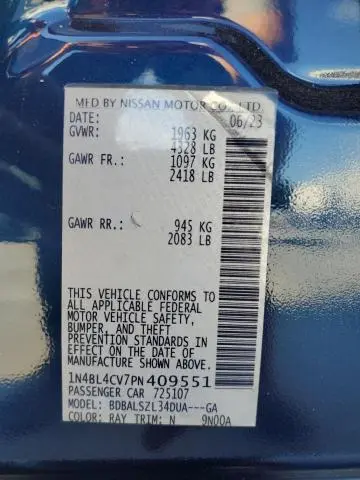 MFD BY NISSAN MOTOR CO., LTD.
DATE: 06/23
GVWR: 1963 KG
4328 LB
GAWR FR.: 1097 KG
2418 LB
GAWR RR.: 945 KG
2083 LB
THIS VEHICLE CONFORMS TO
ALL APPLICABLE FEDERAL
MOTOR VEHICLE SAFETY,
BUMPER, AND THEFT
PREVENTION STANDARDS
IN EFFECT ON THE DATE OF
MANUFACTURE SHOWN ABOVE.
1N4BL4CV7PN409551
PASSENGER CAR 725107
MODEL: BDBALSZL34DUA---GA
COLOR: RAY TRIM: N 9N00A